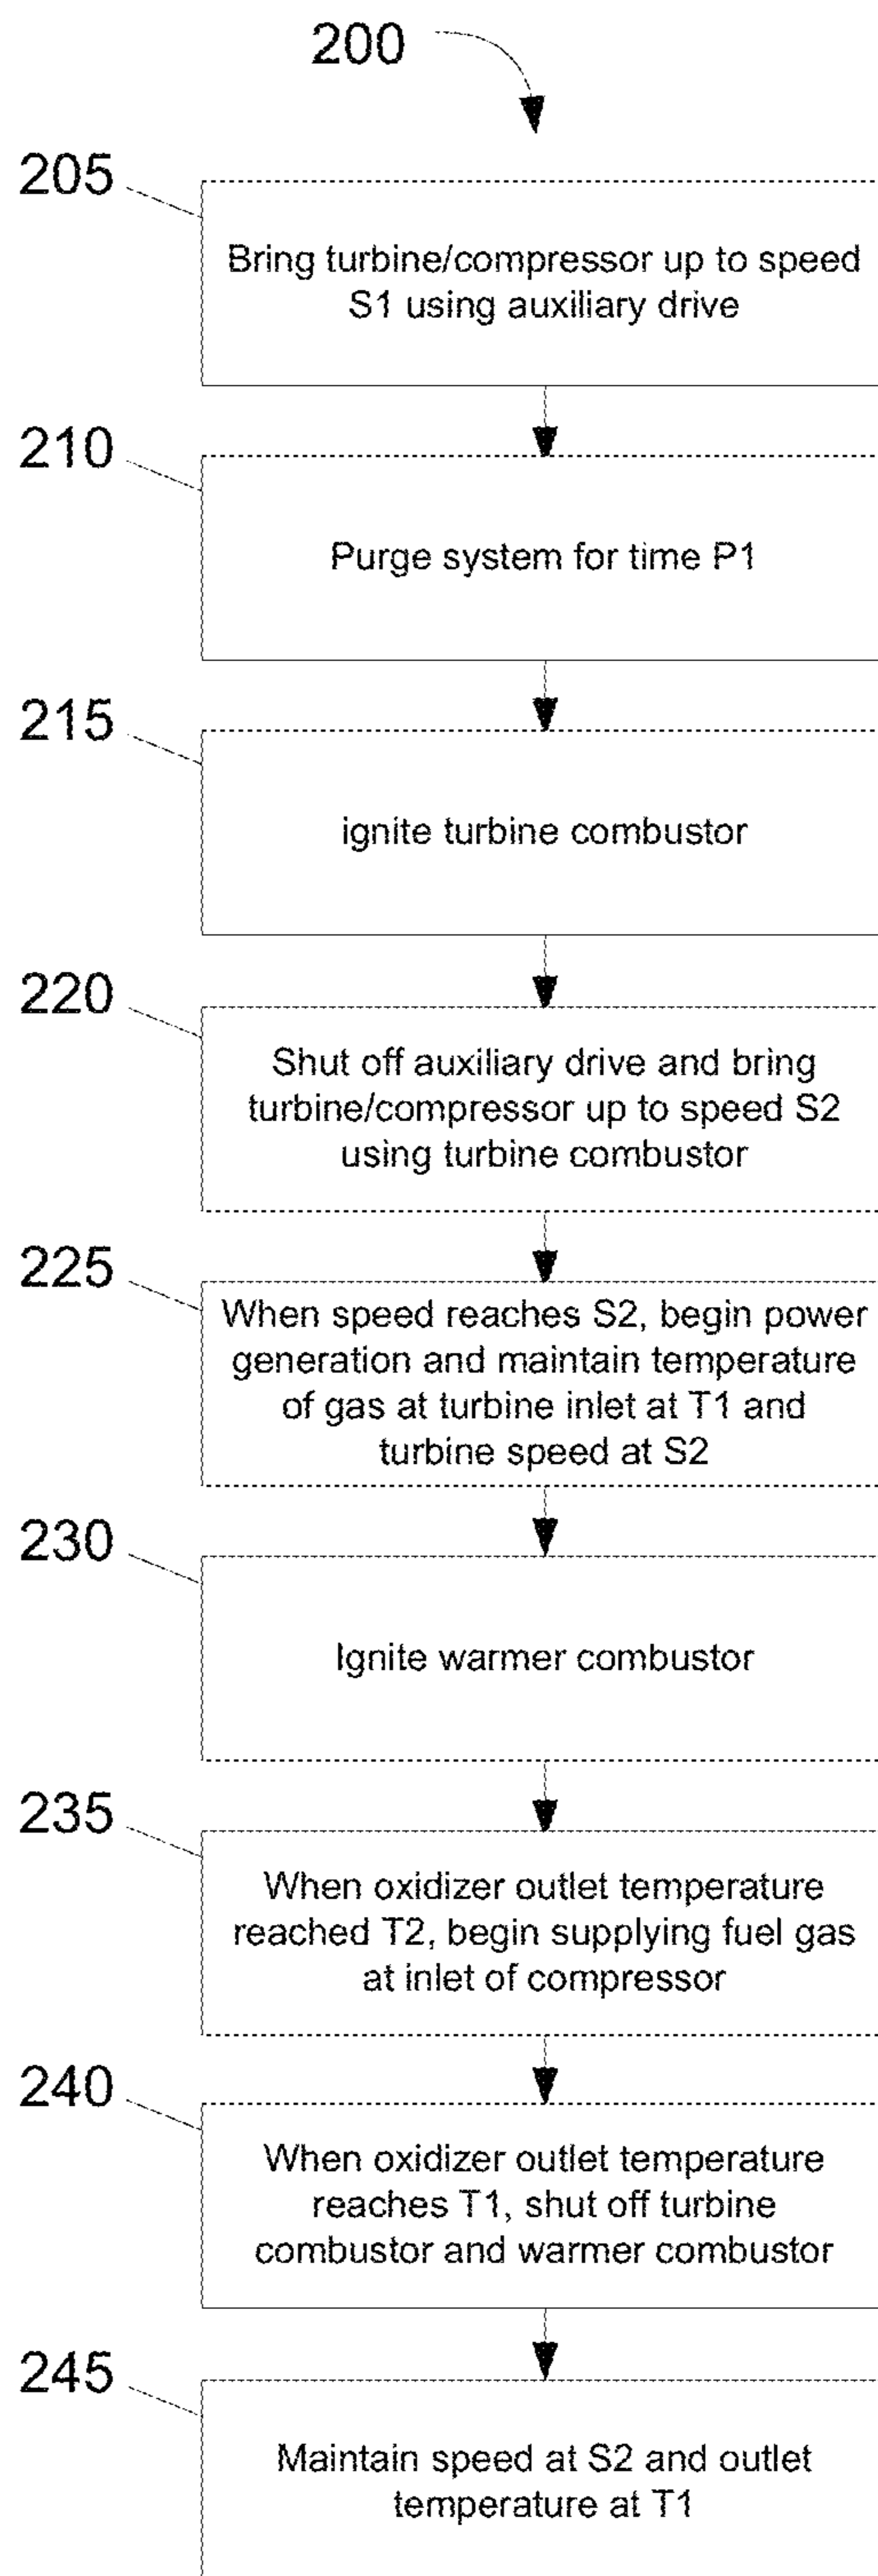 200
205
Bring turbine/compressor up to speed
S1 using auxiliary drive
210
Purge system for time P1
215
ignite turbine combustor
220
Shut off auxiliary drive and bring
turbine/compressor up to speed S2
using turbine combustor
225
When speed reaches S2, begin power
generation and maintain temperature
of gas at turbine inlet at T1 and
turbine speed at S2
230
Ignite warmer combustor
235
When oxidizer outlet temperature
reached T2, begin supplying fuel gas
at inlet of compressor
240
When oxidizer outlet temperature
reaches T1, shut off turbine
combustor and warmer combustor
245
Maintain speed at S2 and outlet
temperature at T1